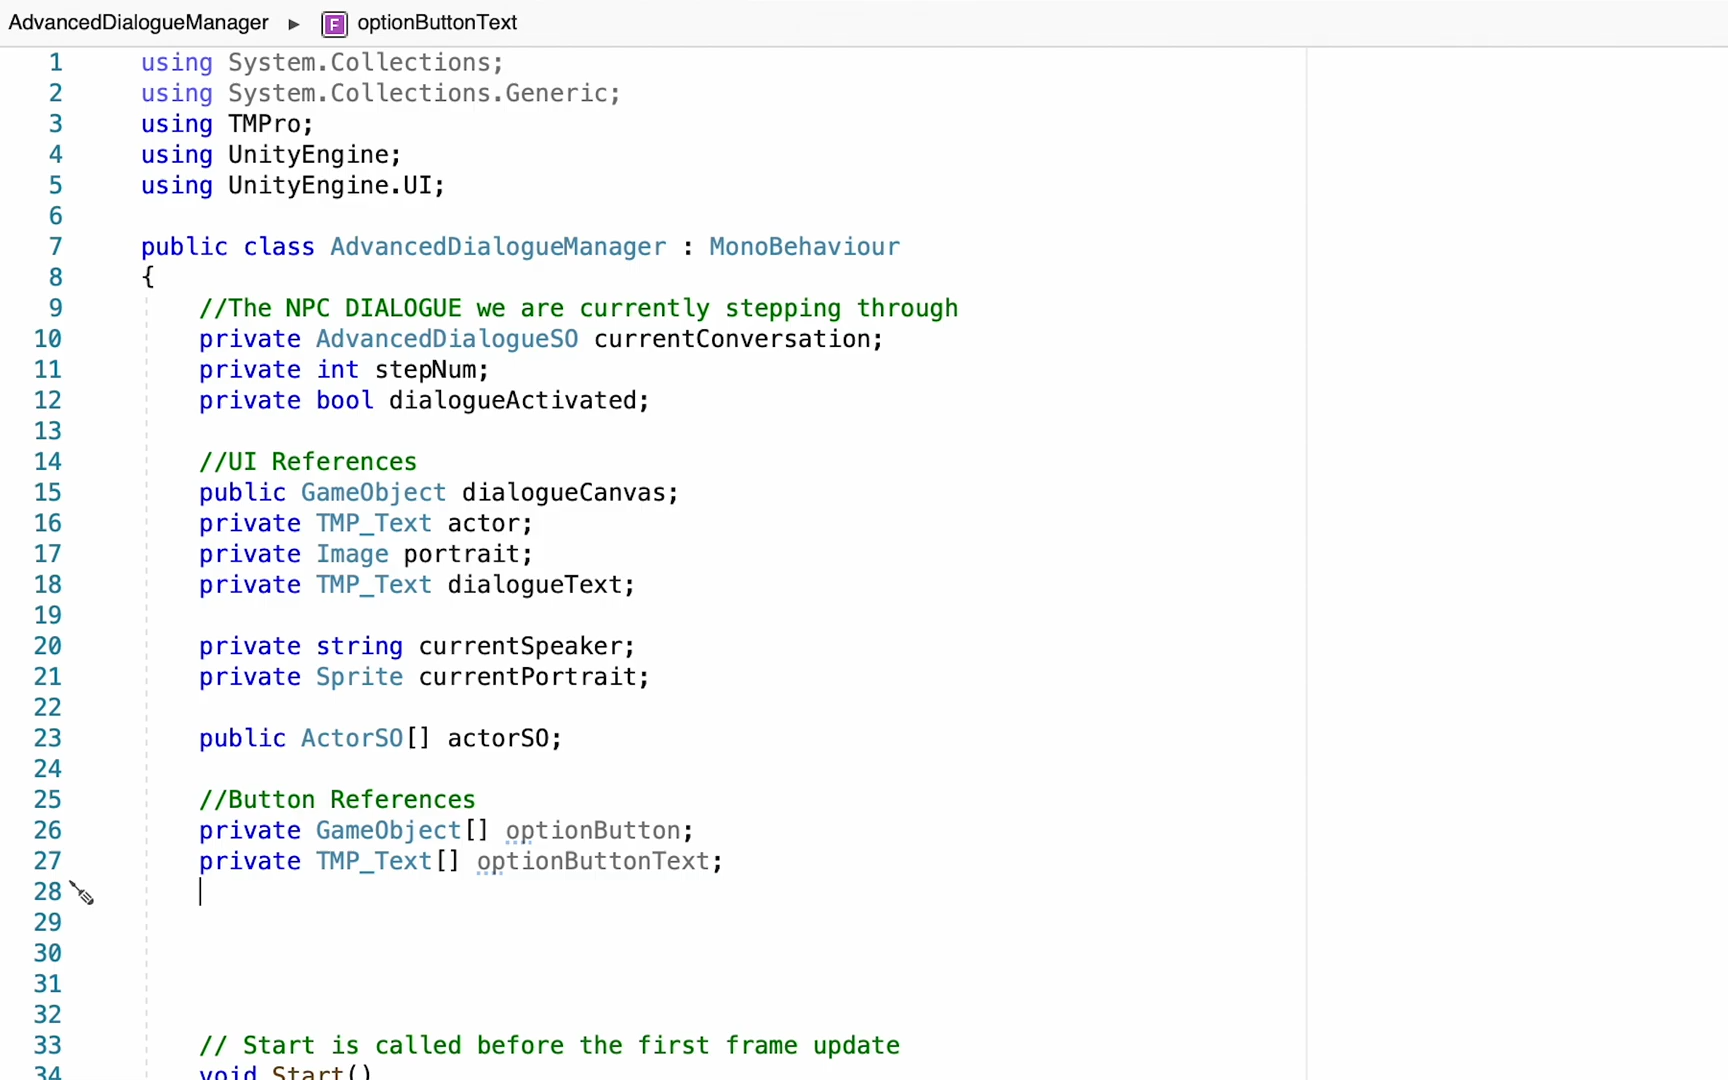 AdvancedDialogueManager ▸ F optionButtonText
1 using System.Collections;
2 using System.Collections.Generic;
3 using TMPro;
4 using UnityEngine;
5 using UnityEngine.UI;
6
7 public class AdvancedDialogueManager : MonoBehaviour
8 {
9 //The NPC DIALOGUE we are currently stepping through
10 private AdvancedDialogueSO currentConversation;
11 private int stepNum;
12 private bool dialogueActivated;
13
14 //UI References
15 public GameObject dialogueCanvas;
16 private TMP_Text actor;
17 private Image portrait;
18 private TMP_Text dialogueText;
19
20 private string currentSpeaker;
21 private Sprite currentPortrait;
22
23 public ActorSO[] actorSO;
24
25 //Button References
26 private GameObject[] optionButton;
27 private TMP_Text[] optionButtonText;
28
29
30
31
32
33 // Start is called before the first frame update
34 void Start()